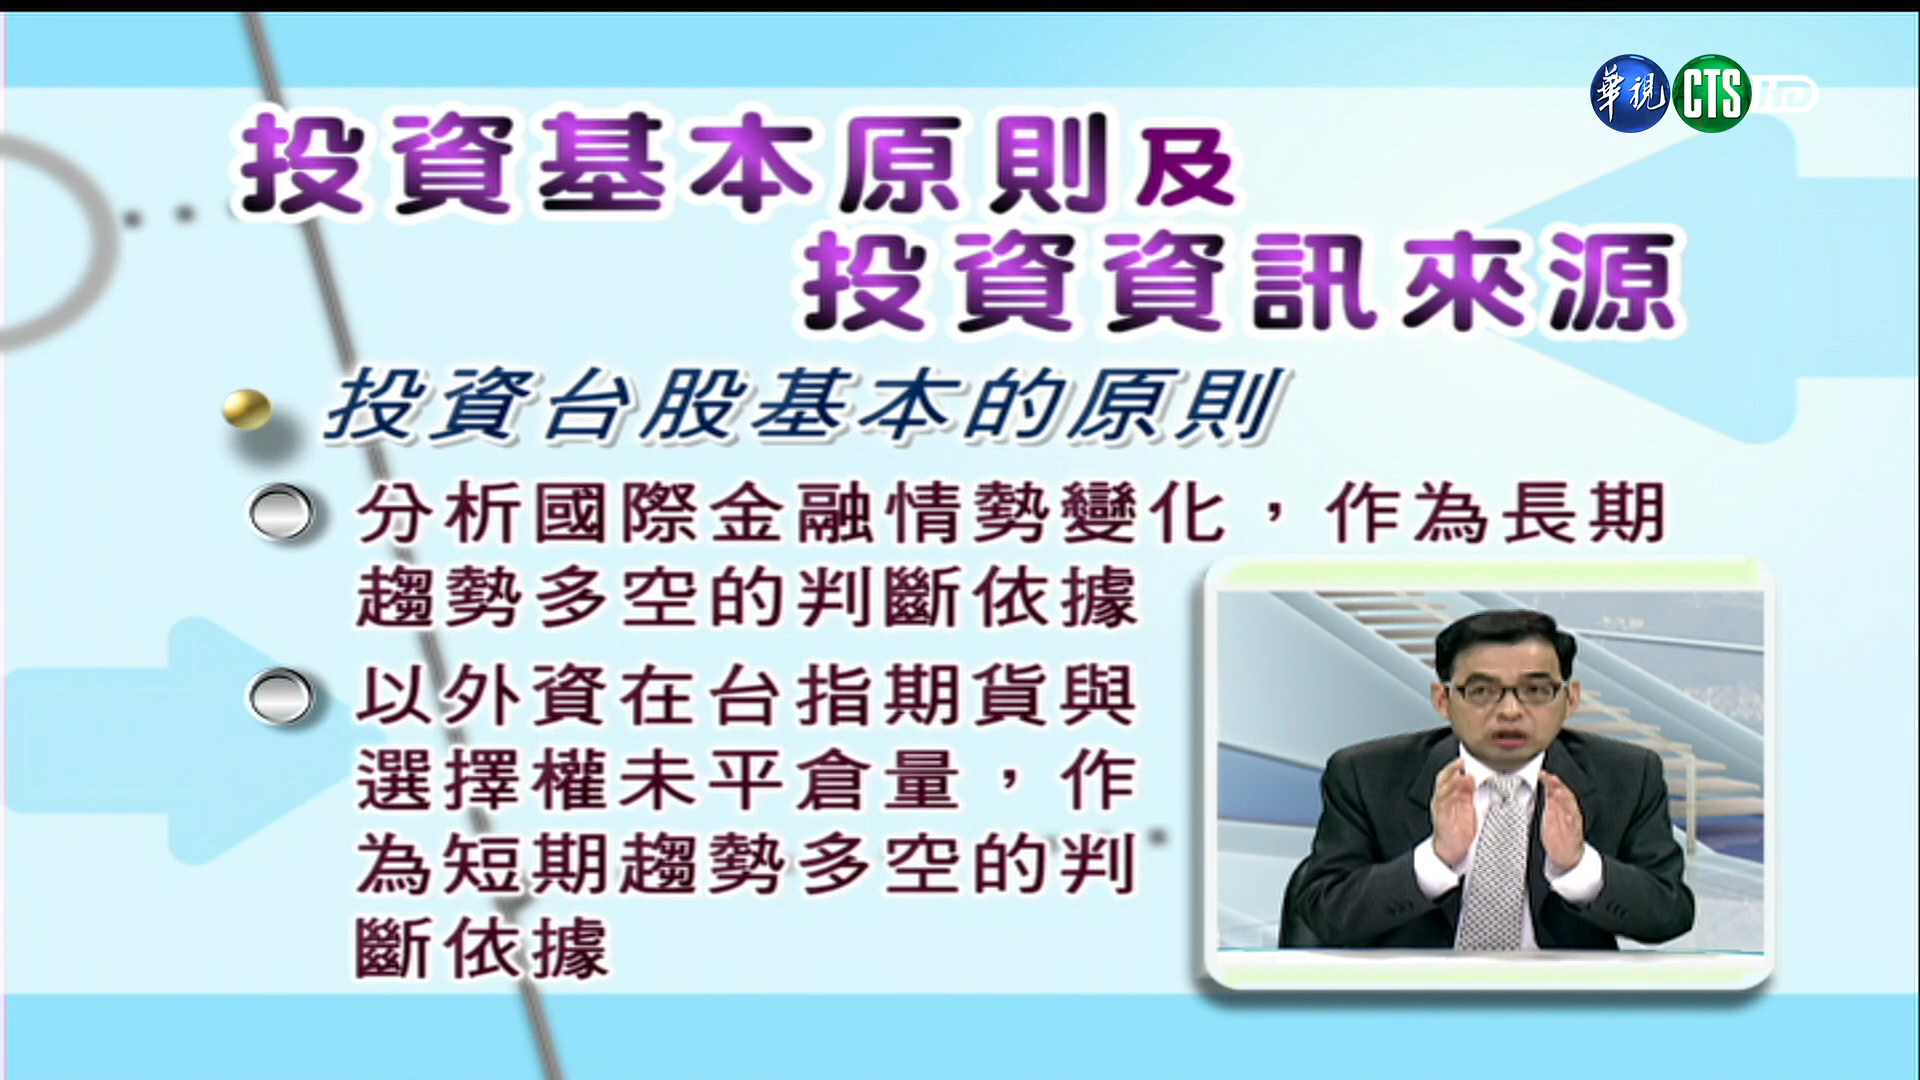 華視 CTS HD
投資基本原則及
投資資訊來源
投資台股基本的原則
分析國際金融情勢變化，作為長期
趨勢多空的判斷依據
以外資在台指期貨與
選擇權未平倉量，作
為短期趨勢多空的判
斷依據